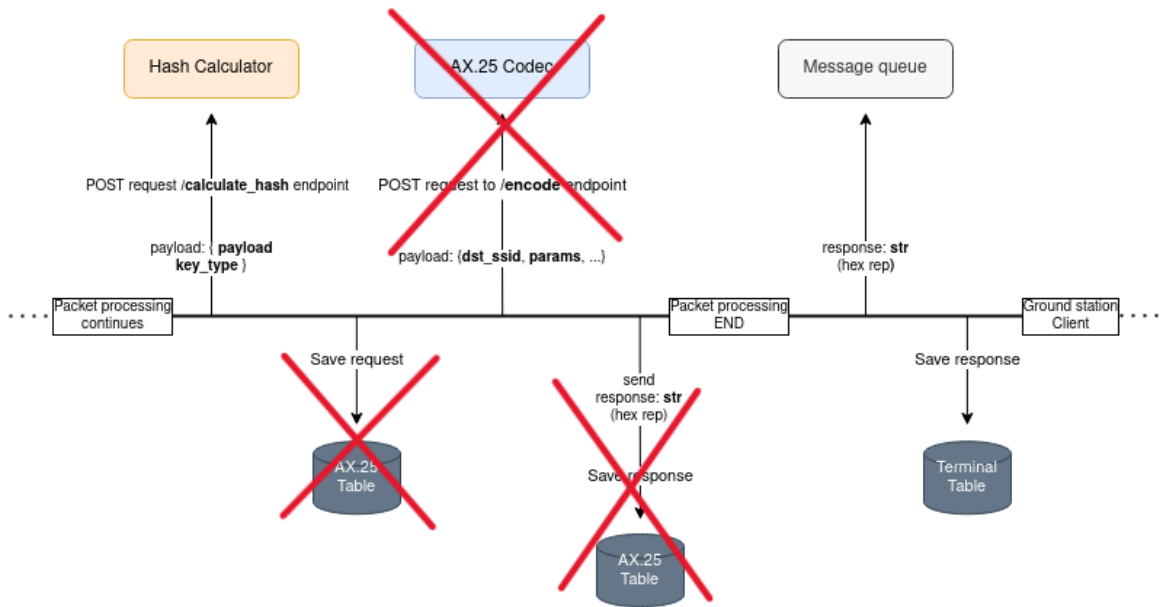 Hash Calculator
AX.25 Codec
Message queue
POST request /calculate_hash endpoint
POST request to /encode endpoint
payload: { payload
key_type }
payload: {dst_ssid, params, ...}
response: str
(hex rep)
Packet processing
continues
Packet processing
END
Ground station
Client
Save request
send
response: str
(hex rep)
Save response
Save response
AX.25
Table
Terminal
Table
AX.25
Table